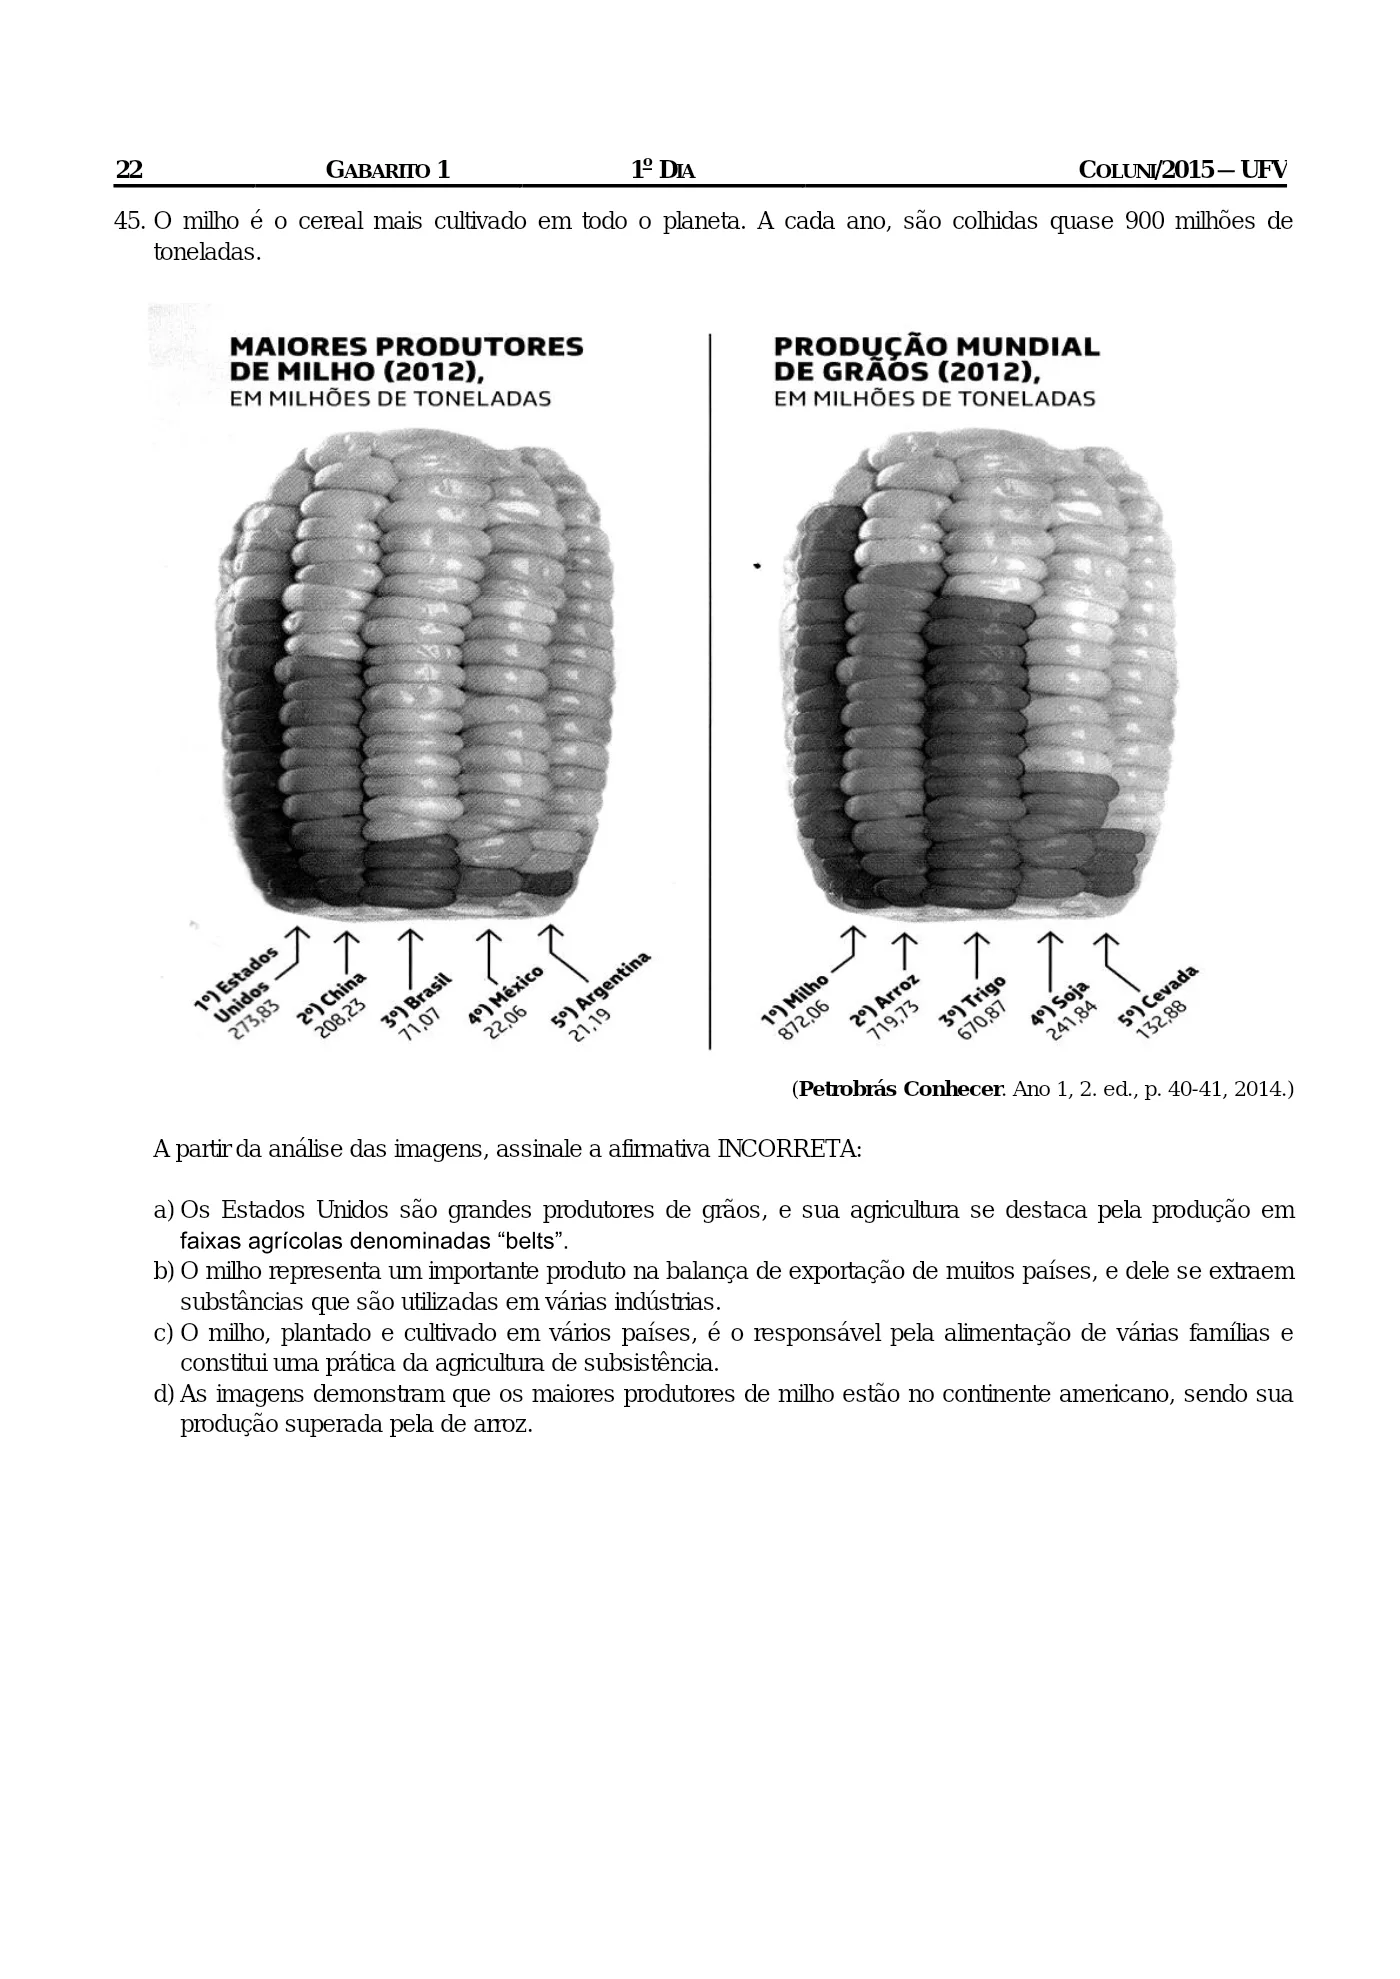 22 GABARITO 1 1º DIA COLUNI/2015 — UFV
45. O milho é o cereal mais cultivado em todo o planeta. A cada ano, são colhidas quase 900 milhões de
toneladas.
MAIORES PRODUTORES
DE MILHO (2012),
EM MILHÕES DE TONELADAS
1º) Estados
Unidos
273,83
2º) China
208,23
3º) Brasil
71,07
4º) México
22,06
5º) Argentina
21,19
PRODUÇÃO MUNDIAL
DE GRÃOS (2012),
EM MILHÕES DE TONELADAS
1º) Milho
872,06
2º) Arroz
719,73
3º) Trigo
670,87
4º) Soja
241,84
5º) Cevada
132,88
(Petrobrás Conhecer. Ano 1, 2. ed., p. 40-41, 2014.)
A partir da análise das imagens, assinale a afirmativa INCORRETA:
a) Os Estados Unidos são grandes produtores de grãos, e sua agricultura se destaca pela produção em
faixas agrícolas denominadas “belts”.
b) O milho representa um importante produto na balança de exportação de muitos países, e dele se extraem
substâncias que são utilizadas em várias indústrias.
c) O milho, plantado e cultivado em vários países, é o responsável pela alimentação de várias famílias e
constitui uma prática da agricultura de subsistência.
d) As imagens demonstram que os maiores produtores de milho estão no continente americano, sendo sua
produção superada pela de arroz.